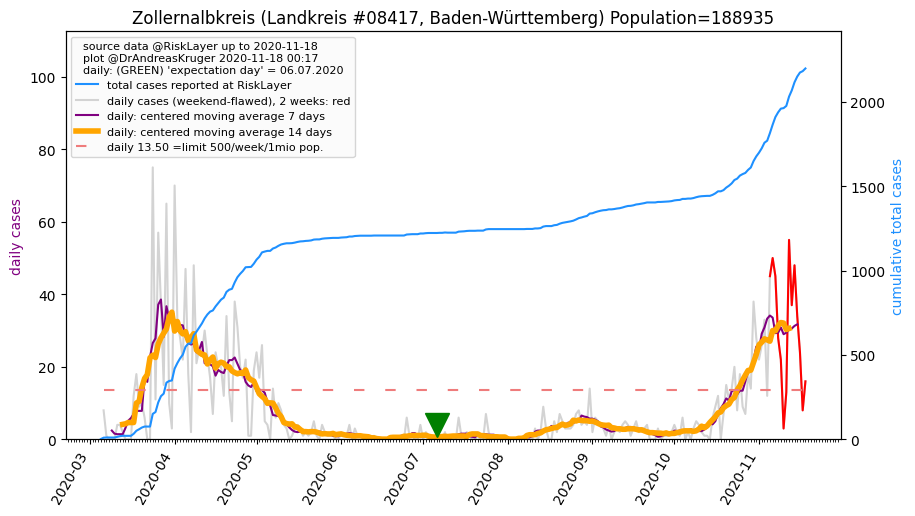 Zollernalbkreis (Landkreis #08417, Baden-Württemberg) Population=188935
source data @RiskLayer up to 2020-11-18
plot @DrAndreasKruger 2020-11-18 00:17
daily: (GREEN) 'expectation day' = 06.07.2020
total cases reported at RiskLayer
daily cases (weekend-flawed), 2 weeks: red
daily: centered moving average 7 days
daily: centered moving average 14 days
daily 13.50 =limit 500/week/1mio pop.
daily cases
100
80
60
40
20
0
cumulative total cases
2000
1500
1000
500
0
2020-03
2020-04
2020-05
2020-06
2020-07
2020-08
2020-09
2020-10
2020-11